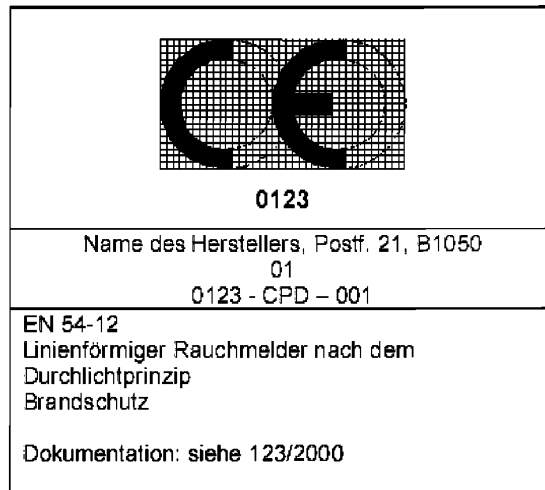 CE
0123
Name des Herstellers, Postf. 21, B1050
01
0123 - CPD – 001
EN 54-12
Linienförmiger Rauchmelder nach dem
Durchlichtprinzip
Brandschutz
Dokumentation: siehe 123/2000